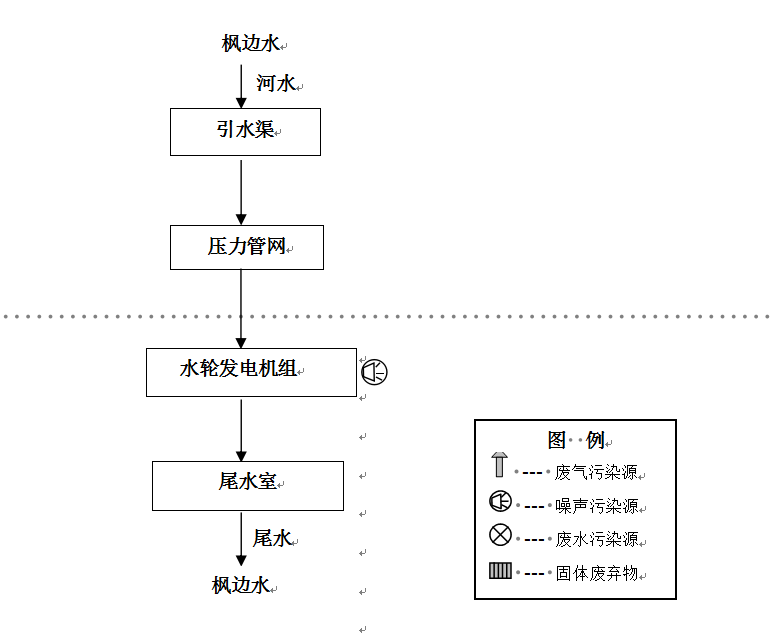 枫边水
河水
引水渠
压力管网
水轮发电机组
尾水室
尾水
枫边水
图 例
--- 废气污染源
--- 噪声污染源
--- 废水污染源
--- 固体废弃物